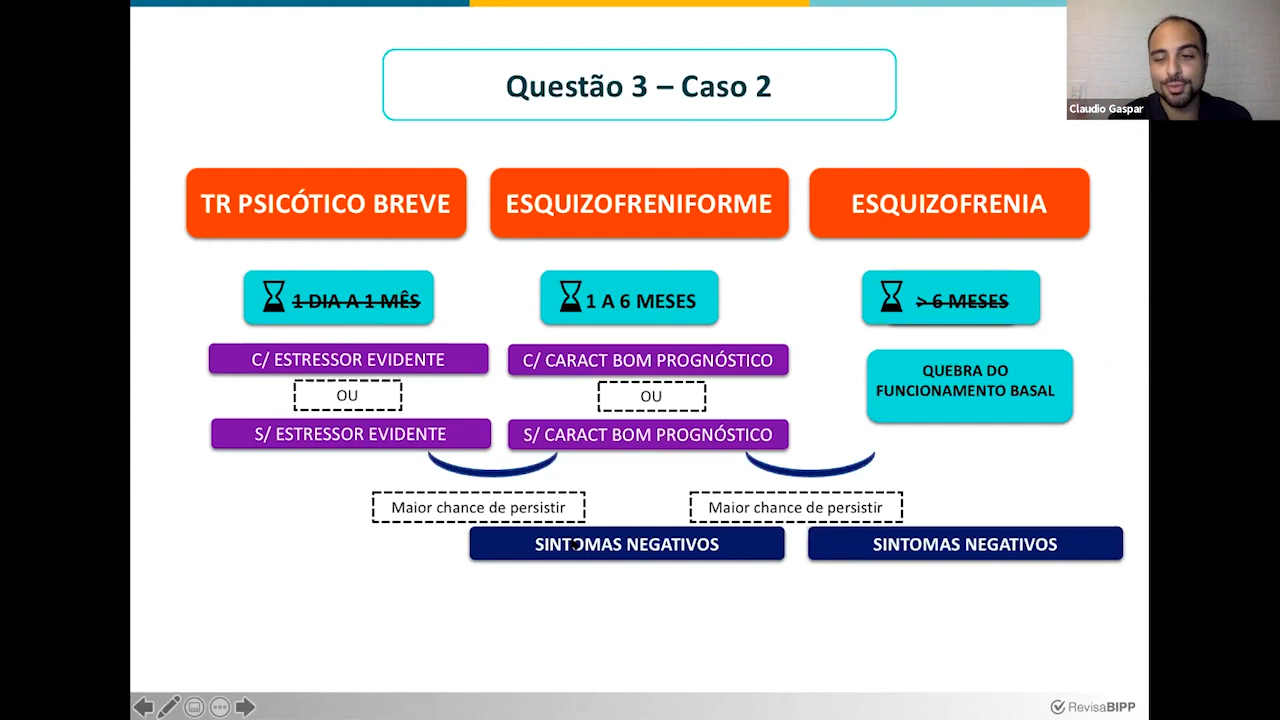 Questão 3 – Caso 2
Claudio Gaspar
TR PSICÓTICO BREVE
ESQUIZOFRENIFORME
ESQUIZOFRENIA
1 DIA A 1 MÊS
1 A 6 MESES
> 6 MESES
C/ ESTRESSOR EVIDENTE
C/ CARACT BOM PROGNÓSTICO
QUEBRA DO
FUNCIONAMENTO BASAL
OU
OU
S/ ESTRESSOR EVIDENTE
S/ CARACT BOM PROGNÓSTICO
Maior chance de persistir
Maior chance de persistir
SINTOMAS NEGATIVOS
SINTOMAS NEGATIVOS
RevisaBIPP